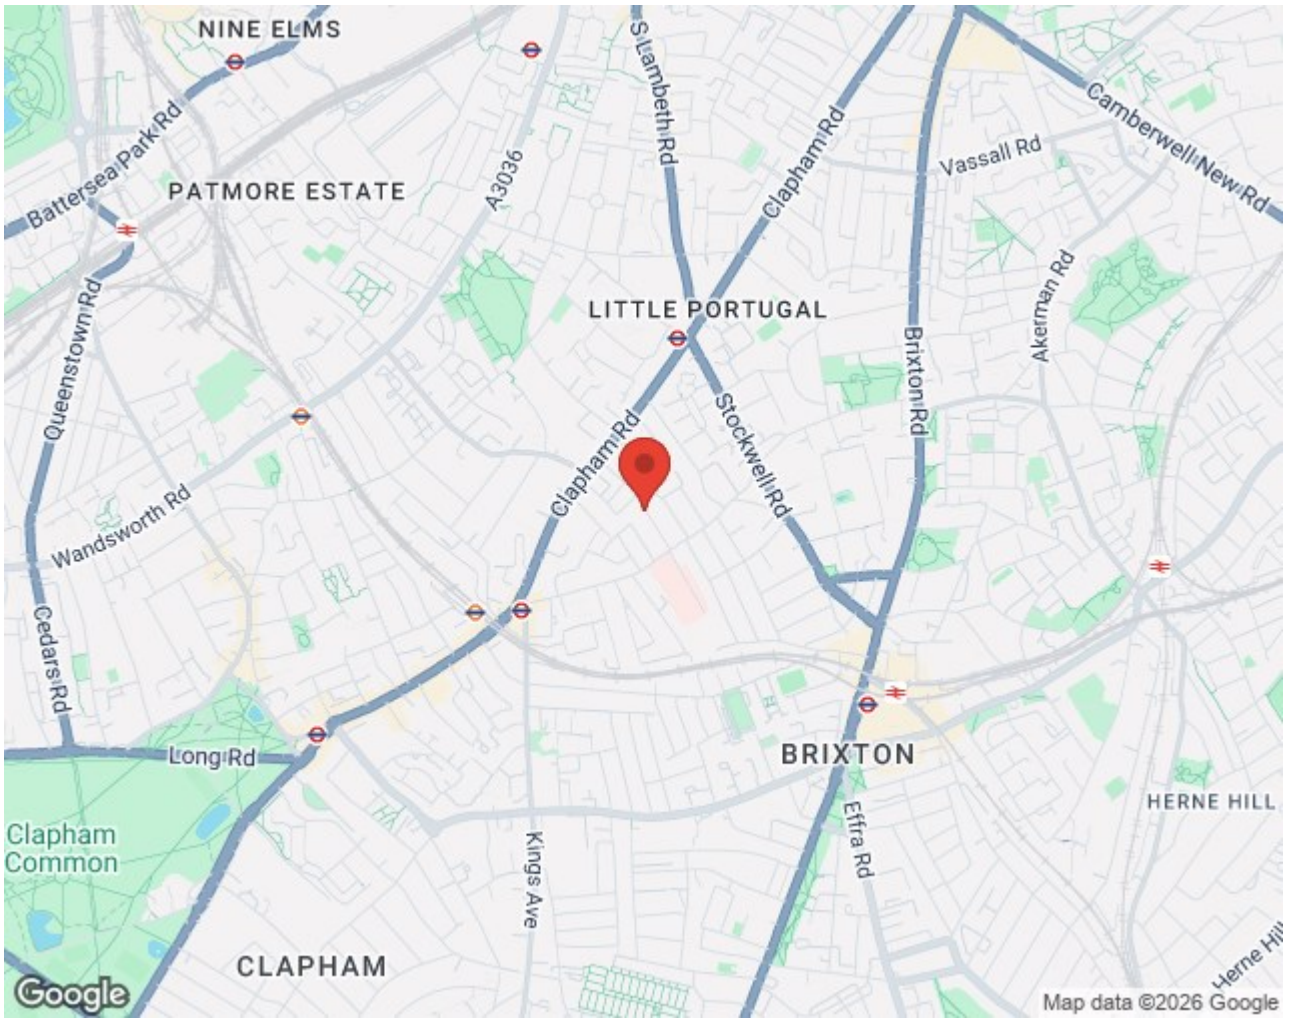 NINE ELMS
S Lambeth Rd
Camberwell New Rd
Battersea Park Rd
Clapham Rd
Vassall Rd
A3036
PATMORE ESTATE
Akerman Rd
LITTLE PORTUGAL
Queenstown Rd
Brixton Rd
Clapham Rd
Stockwell Rd
Wandsworth Rd
Cedars Rd
Long Rd
BRIXTON
HERNE HILL
Clapham
Common
Effra Rd
Kings Ave
CLAPHAM
Herne Hill
Google
Map data ©2026 Google